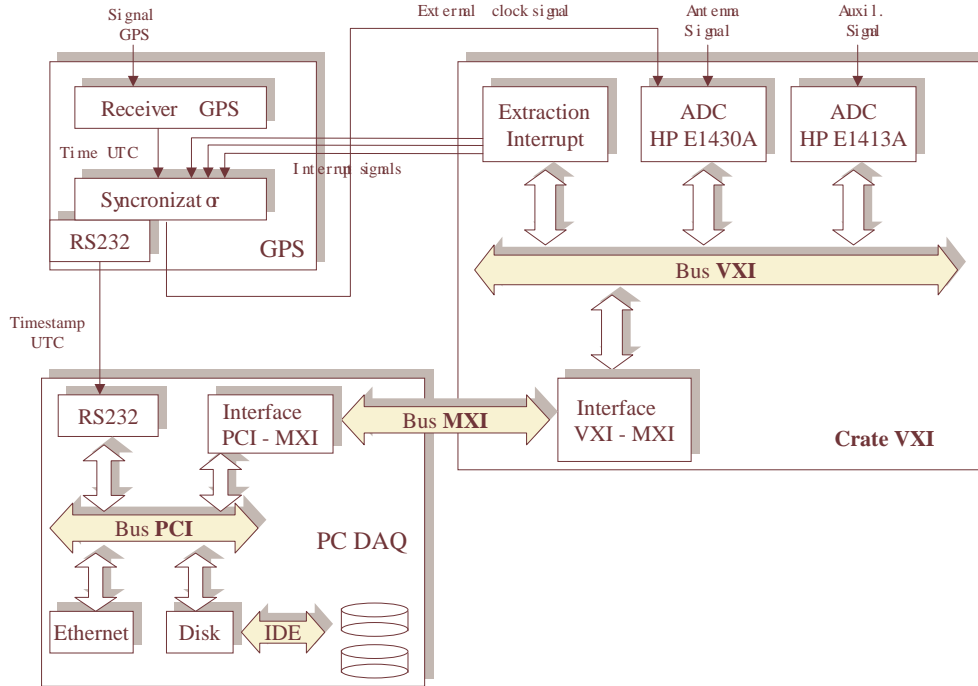 Signal
GPS
External clock signal
Antenna
Signal
Auxil.
Signal
Receiver GPS
Time UTC
Syncronizator
RS232
GPS
Interrupt signals
Extraction
Interrupt
ADC
HP E1430A
ADC
HP E1413A
Bus VXI
Timestamp
UTC
RS232
Interface
PCI - MXI
Bus MXI
Interface
VXI - MXI
Crate VXI
Bus PCI
PC DAQ
Ethernet
Disk
IDE